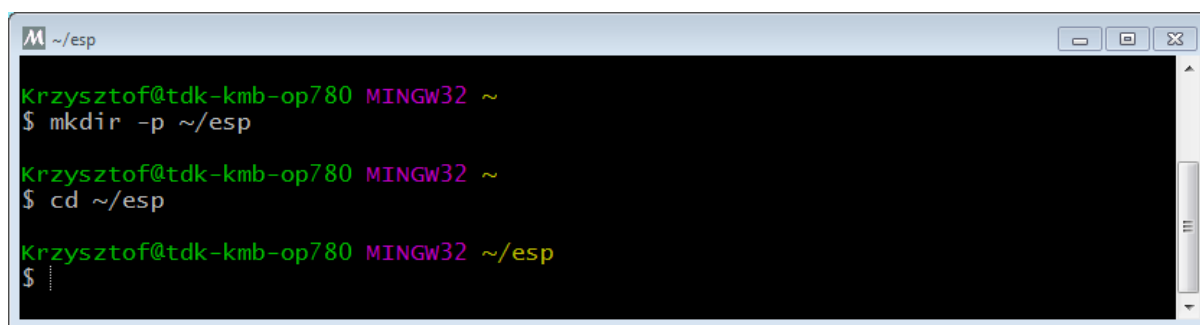 ~/esp
Krzysztof@tdk-kmb-op780 MINGW32 ~
$ mkdir -p ~/esp
Krzysztof@tdk-kmb-op780 MINGW32 ~
$ cd ~/esp
Krzysztof@tdk-kmb-op780 MINGW32 ~/esp
$